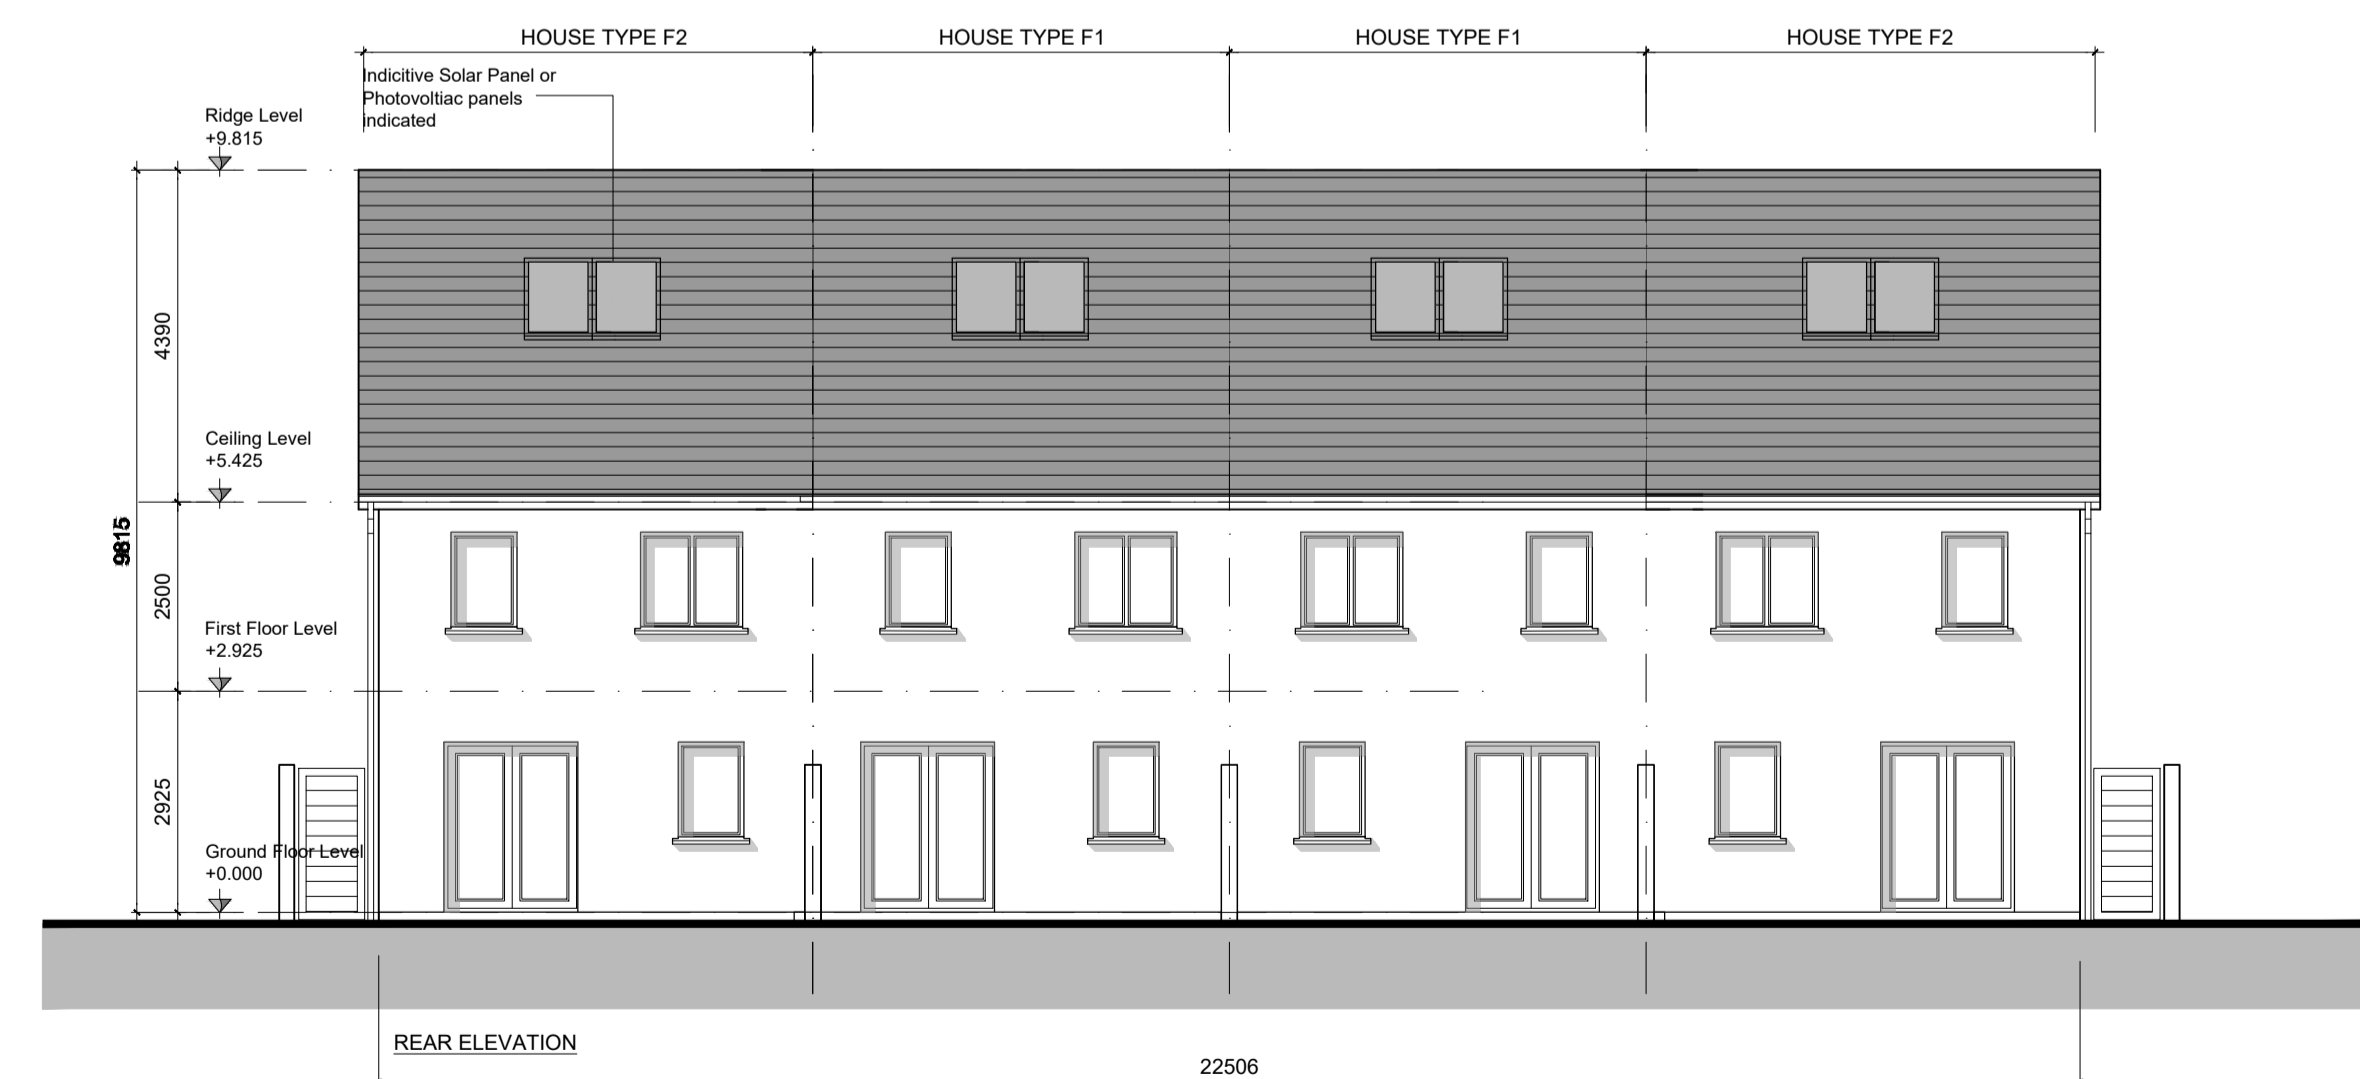 HOUSE TYPE F2
HOUSE TYPE F1
HOUSE TYPE F1
HOUSE TYPE F2
Indicitive Solar Panel or
Photovoltiac panels
indicated
Ridge Level
+9.815
4390
Ceiling Level
+5.425
9815
2500
First Floor Level
+2.925
2925
Ground Floor Level
+0.000
REAR ELEVATION
22506